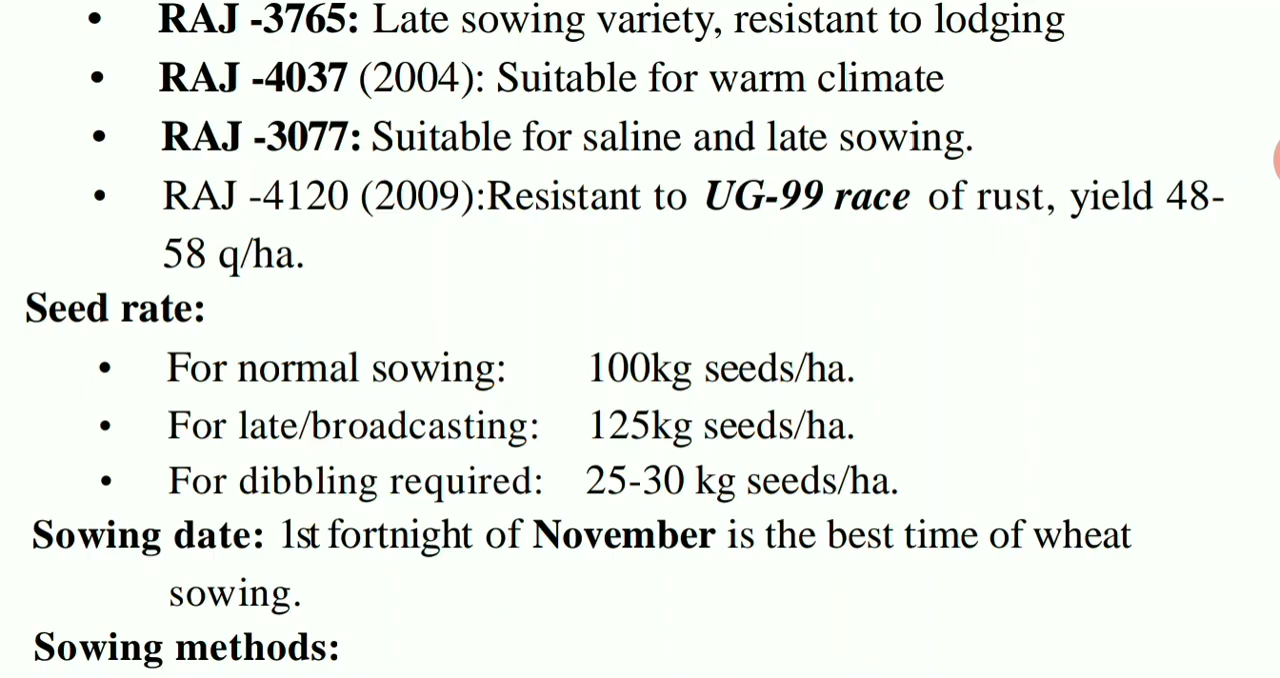 • RAJ -3765: Late sowing variety, resistant to lodging
• RAJ -4037 (2004): Suitable for warm climate
• RAJ -3077: Suitable for saline and late sowing.
• RAJ -4120 (2009):Resistant to UG-99 race of rust, yield 48-
58 q/ha.
Seed rate:
• For normal sowing: 100kg seeds/ha.
• For late/broadcasting: 125kg seeds/ha.
• For dibbling required: 25-30 kg seeds/ha.
Sowing date: 1st fortnight of November is the best time of wheat
sowing.
Sowing methods: